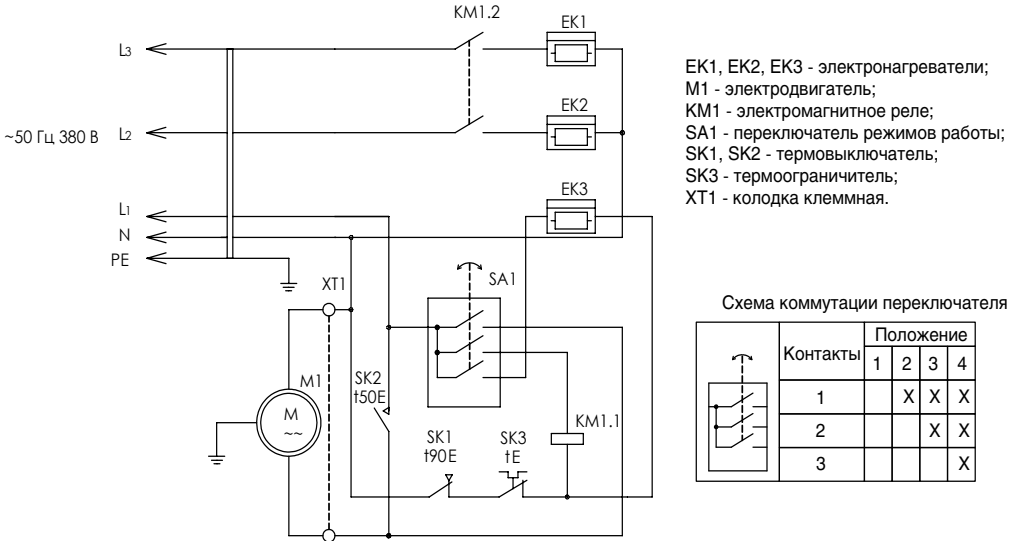 KM1.2
EK1
L3
EK2
~50 Гц 380 В
L2
EK3
L1
N
PE
XT1
SA1
M1
M
~~
SK2
t50E
SK1
t90E
SK3
tE
KM1.1
EK1, EK2, EK3 - электронагреватели;
M1 - электродвигатель;
KM1 - электромагнитное реле;
SA1 - переключатель режимов работы;
SK1, SK2 - термовыключатель;
SK3 - термоограничитель;
XT1 - колодка клеммная.
Схема коммутации переключателя
Контакты Положение
1 2 3 4
1 X X X
2 X X
3 X